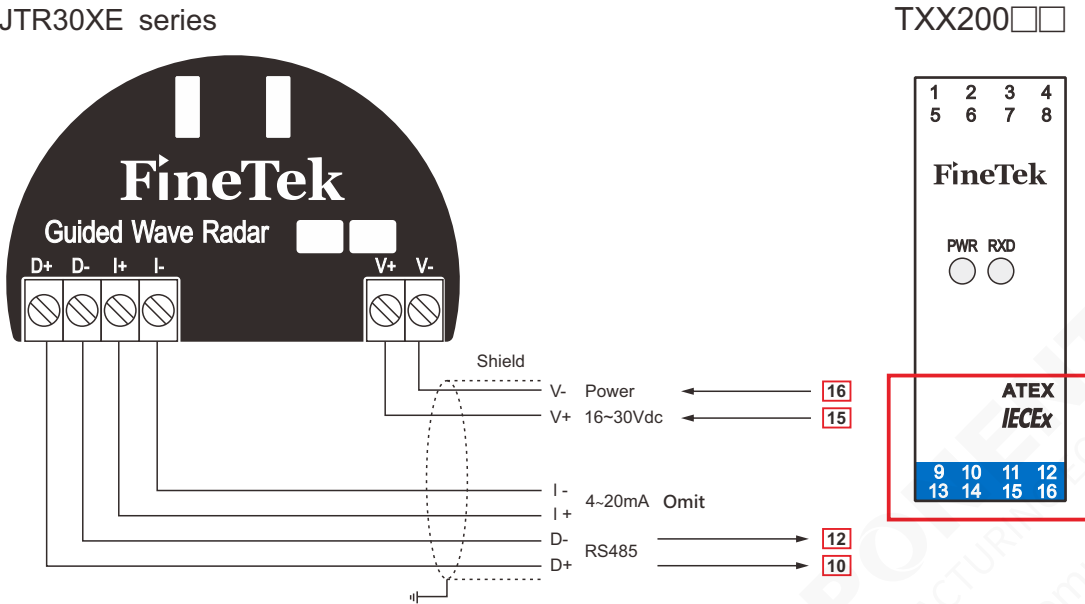 JTR30XE series
TXX200□□
FineTek
Guided Wave Radar
D+ D- I+ I-
V+ V-
Shield
V- Power
16
V+ 16~30Vdc
15
I -
4~20mA Omit
I +
D-
12
RS485
D+
10
1 2 3 4
5 6 7 8
FineTek
PWR RXD
ATEX
IECEx
9 10 11 12
13 14 15 16